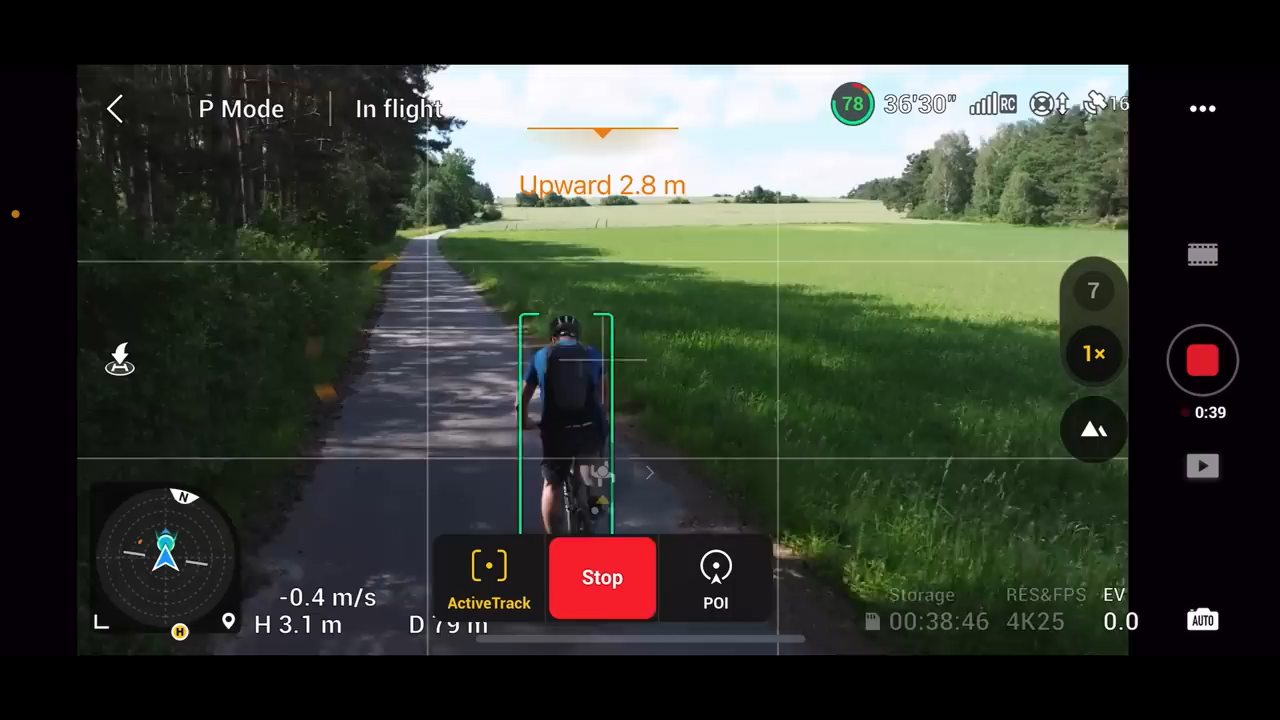 P Mode
In flight
78
36'30"
RC
16
Upward 2.8 m
7
1×
0:39
N
ActiveTrack
Stop
POI
-0.4 m/s
H 3.1 m
D 79 m
H
Storage
00:38:46
RES&FPS
4K25
EV
0.0
AUTO